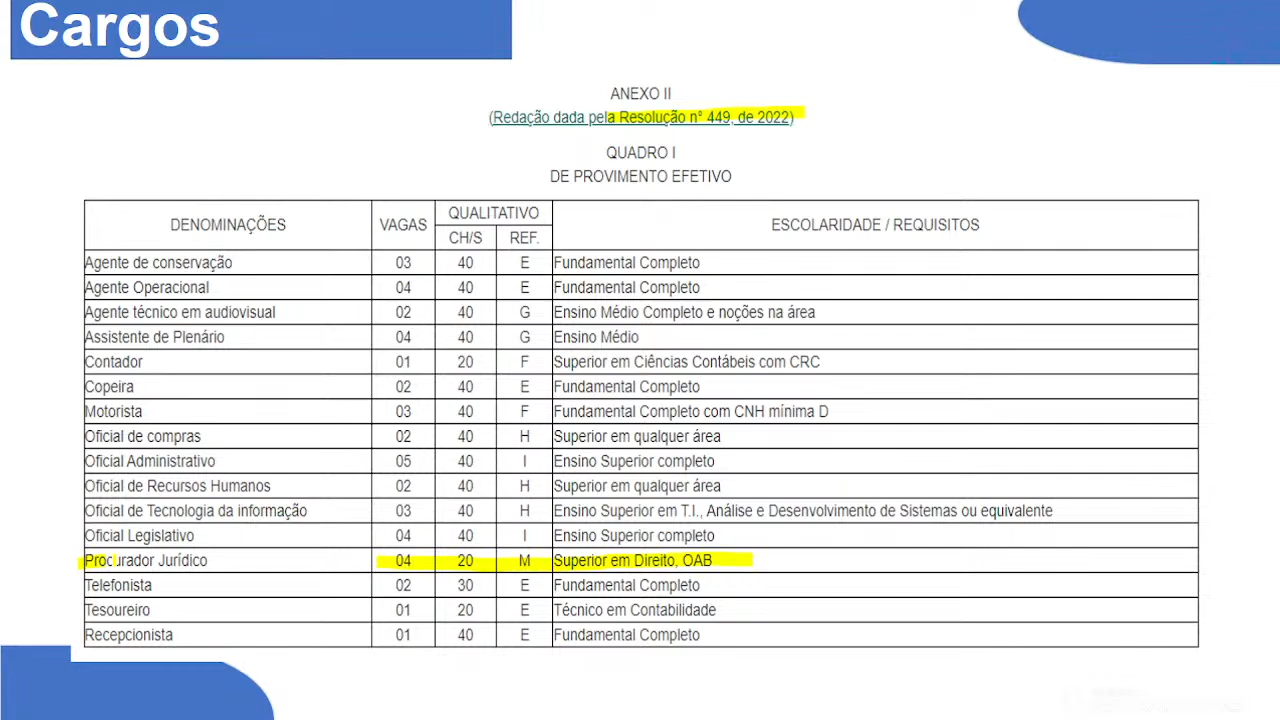 Cargos
ANEXO II
(Redação dada pela Resolução nº 449, de 2022)
QUADRO I
DE PROVIMENTO EFETIVO
DENOMINAÇÕES VAGAS QUALITATIVO ESCOLARIDADE / REQUISITOS
CH/S REF.
Agente de conservação 03 40 E Fundamental Completo
Agente Operacional 04 40 E Fundamental Completo
Agente técnico em audiovisual 02 40 G Ensino Médio Completo e noções na área
Assistente de Plenário 04 40 G Ensino Médio
Contador 01 20 F Superior em Ciências Contábeis com CRC
Copeira 02 40 E Fundamental Completo
Motorista 03 40 F Fundamental Completo com CNH mínima D
Oficial de compras 02 40 H Superior em qualquer área
Oficial Administrativo 05 40 I Ensino Superior completo
Oficial de Recursos Humanos 02 40 H Superior em qualquer área
Oficial de Tecnologia da informação 03 40 H Ensino Superior em T.I., Análise e Desenvolvimento de Sistemas ou equivalente
Oficial Legislativo 04 40 I Ensino Superior completo
Procurador Jurídico 04 20 M Superior em Direito, OAB
Telefonista 02 30 E Fundamental Completo
Tesoureiro 01 20 E Técnico em Contabilidade
Recepcionista 01 40 E Fundamental Completo